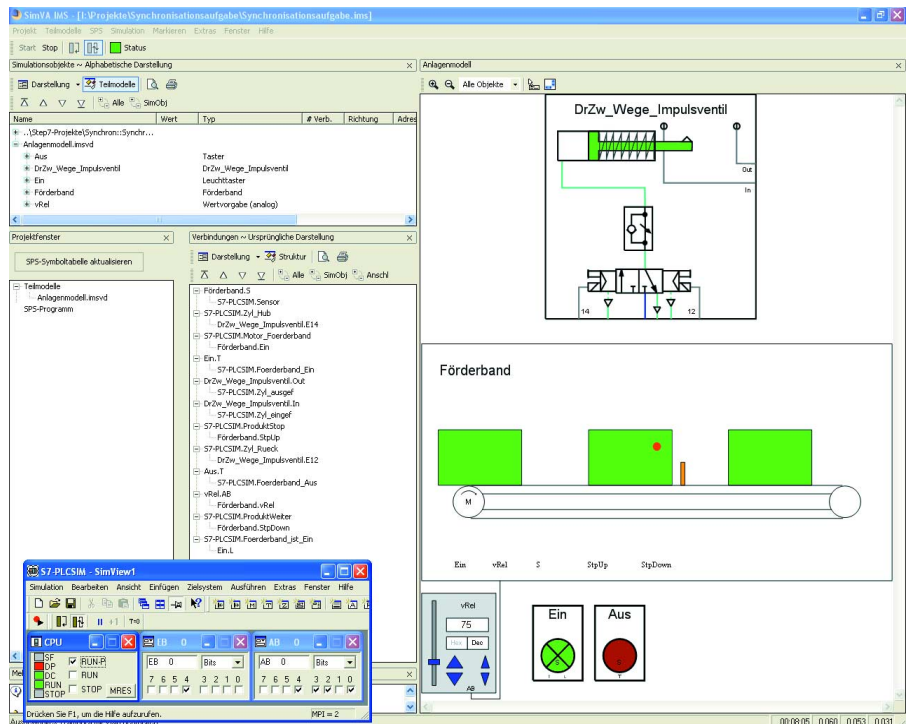 SimVA IMS - [I:\Projekte\Synchronisationsaufgabe\Synchronisationsaufgabe.ims]
Projekt Teilmodelle SPS Simulation Markieren Extras Fenster Hilfe
Start Stop Status
Simulationsobjekte ~ Alphabetische Darstellung
Darstellung Teilmodelle
Alle SimObj
Name Wert Typ # Verb. Richtung Adres
..\Step7-Projekte\Synchron::Synchr...
Anlagenmodell.imsvd
Aus Taster
DrZw_Wege_Impulsventil DrZw_Wege_Impulsventil
Ein Leuchttaster
Förderband Förderband
vRel Wertvorgabe (analog)
Projektfenster
SPS-Symboltabelle aktualisieren
Teilmodelle
Anlagenmodell.imsvd
SPS-Programm
Verbindungen ~ Ursprüngliche Darstellung
Darstellung Struktur
Alle SimObj Anschl
Förderband.S
S7-PLCSIM.Sensor
S7-PLCSIM.Zyl_Hub
DrZw_Wege_Impulsventil.E14
S7-PLCSIM.Motor_Foerderband
Förderband.Ein
Ein.T
S7-PLCSIM.Foerderband_Ein
DrZw_Wege_Impulsventil.Out
S7-PLCSIM.Zyl_ausgef
DrZw_Wege_Impulsventil.In
S7-PLCSIM.Zyl_eingef
S7-PLCSIM.ProduktStop
Förderband.StpUp
S7-PLCSIM.Zyl_Rueck
DrZw_Wege_Impulsventil.E12
Aus.T
S7-PLCSIM.Foerderband_Aus
vRel.AB
Förderband.vRel
S7-PLCSIM.ProduktWeiter
Förderband.StpDown
S7-PLCSIM.Foerderband_ist_Ein
Ein.L
Anlagenmodell
Alle Objekte
DrZw_Wege_Impulsventil
Out
In
14 12
Förderband
M
Ein vRel S StpUp StpDown
vRel
75
Hex Dec
AB
Ein
S
I L
Aus
S
T
S7-PLCSIM - SimView1
Simulation Bearbeiten Ansicht Einfügen Zielsystem Ausführen Extras Fenster Hilfe
T=0
CPU
SF
DP
DC
RUN
STOP
RUN-P
RUN
STOP
MRES
EB 0
EB 0 Bits
7 6 5 4 3 2 1 0
AB 0
AB 0 Bits
7 6 5 4 3 2 1 0
Drücken Sie F1, um die Hilfe aufzurufen. MPI = 2
Mel
00:08:05 0.060 0.053 0.031